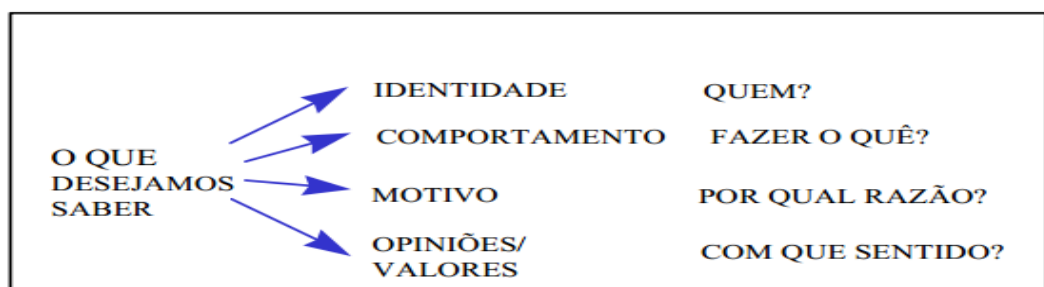 O QUE
DESEJAMOS
SABER
IDENTIDADE QUEM?
COMPORTAMENTO FAZER O QUÊ?
MOTIVO POR QUAL RAZÃO?
OPINIÕES/
VALORES
COM QUE SENTIDO?